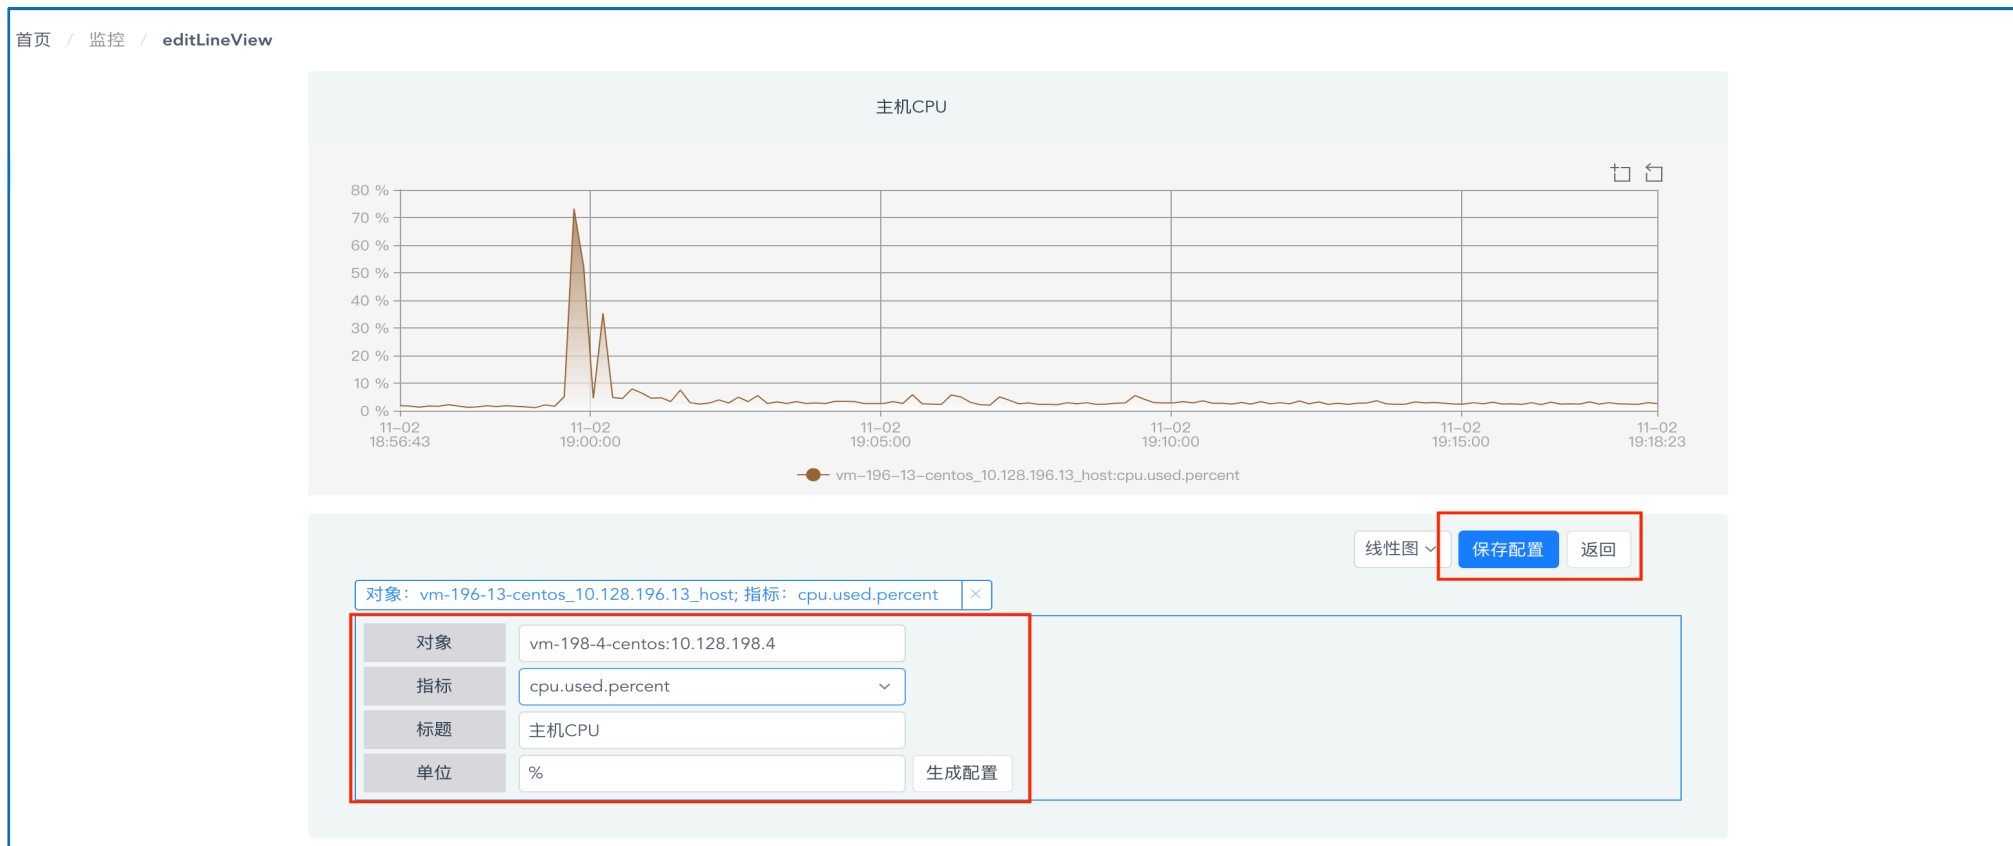 首页 / 监控 / editLineView
主机CPU
80 %
70 %
60 %
50 %
40 %
30 %
20 %
10 %
0 %
11-02 11-02 11-02 11-02 11-02 11-02
18:56:43 19:00:00 19:05:00 19:10:00 19:15:00 19:18:23
vm-196-13-centos_10.128.196.13_host:cpu.used.percent
线性图 保存配置 返回
对象：vm-196-13-centos_10.128.196.13_host; 指标：cpu.used.percent ×
对象 vm-198-4-centos:10.128.198.4
指标 cpu.used.percent
标题 主机CPU
单位 % 生成配置